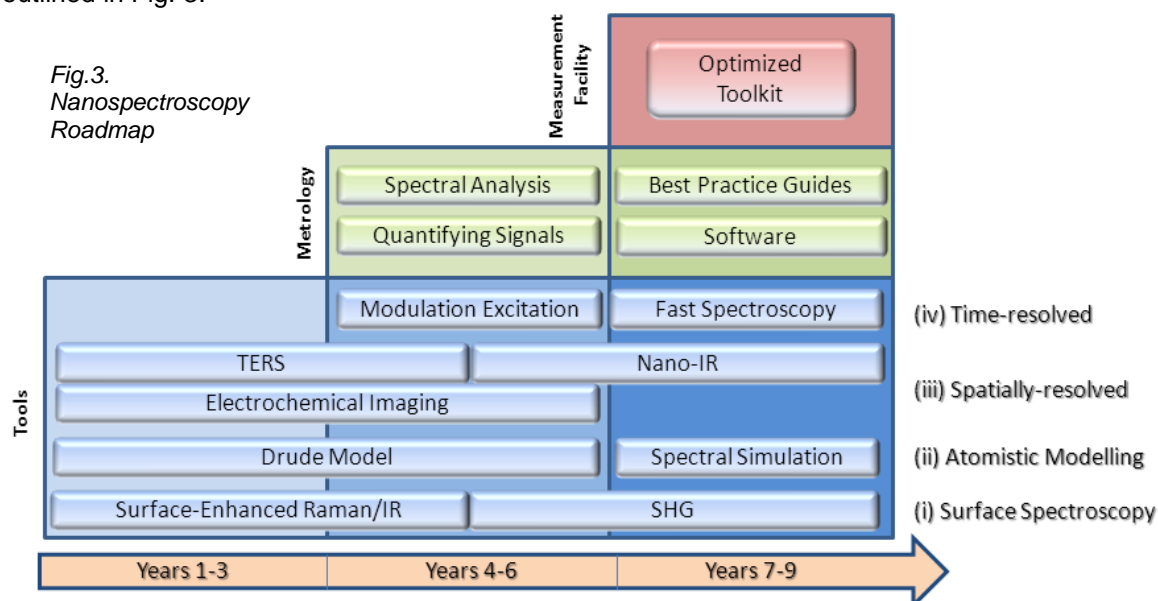 outlined in Fig. 3.
Fig.3.
Nanospectroscopy
Roadmap
Measurement
Facility
Optimized
Toolkit
Metrology
Spectral Analysis
Best Practice Guides
Quantifying Signals
Software
Tools
Modulation Excitation
Fast Spectroscopy
(iv) Time-resolved
TERS
Nano-IR
(iii) Spatially-resolved
Electrochemical Imaging
Drude Model
Spectral Simulation
(ii) Atomistic Modelling
Surface-Enhanced Raman/IR
SHG
(i) Surface Spectroscopy
Years 1-3
Years 4-6
Years 7-9